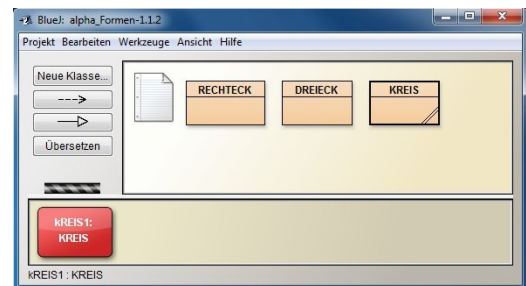 BlueJ: alpha_Formen-1.1.2
Projekt Bearbeiten Werkzeuge Ansicht Hilfe
Neue Klasse...
Übersetzen
RECHTECK
DREIECK
KREIS
kREIS1:
KREIS
kREIS1 : KREIS